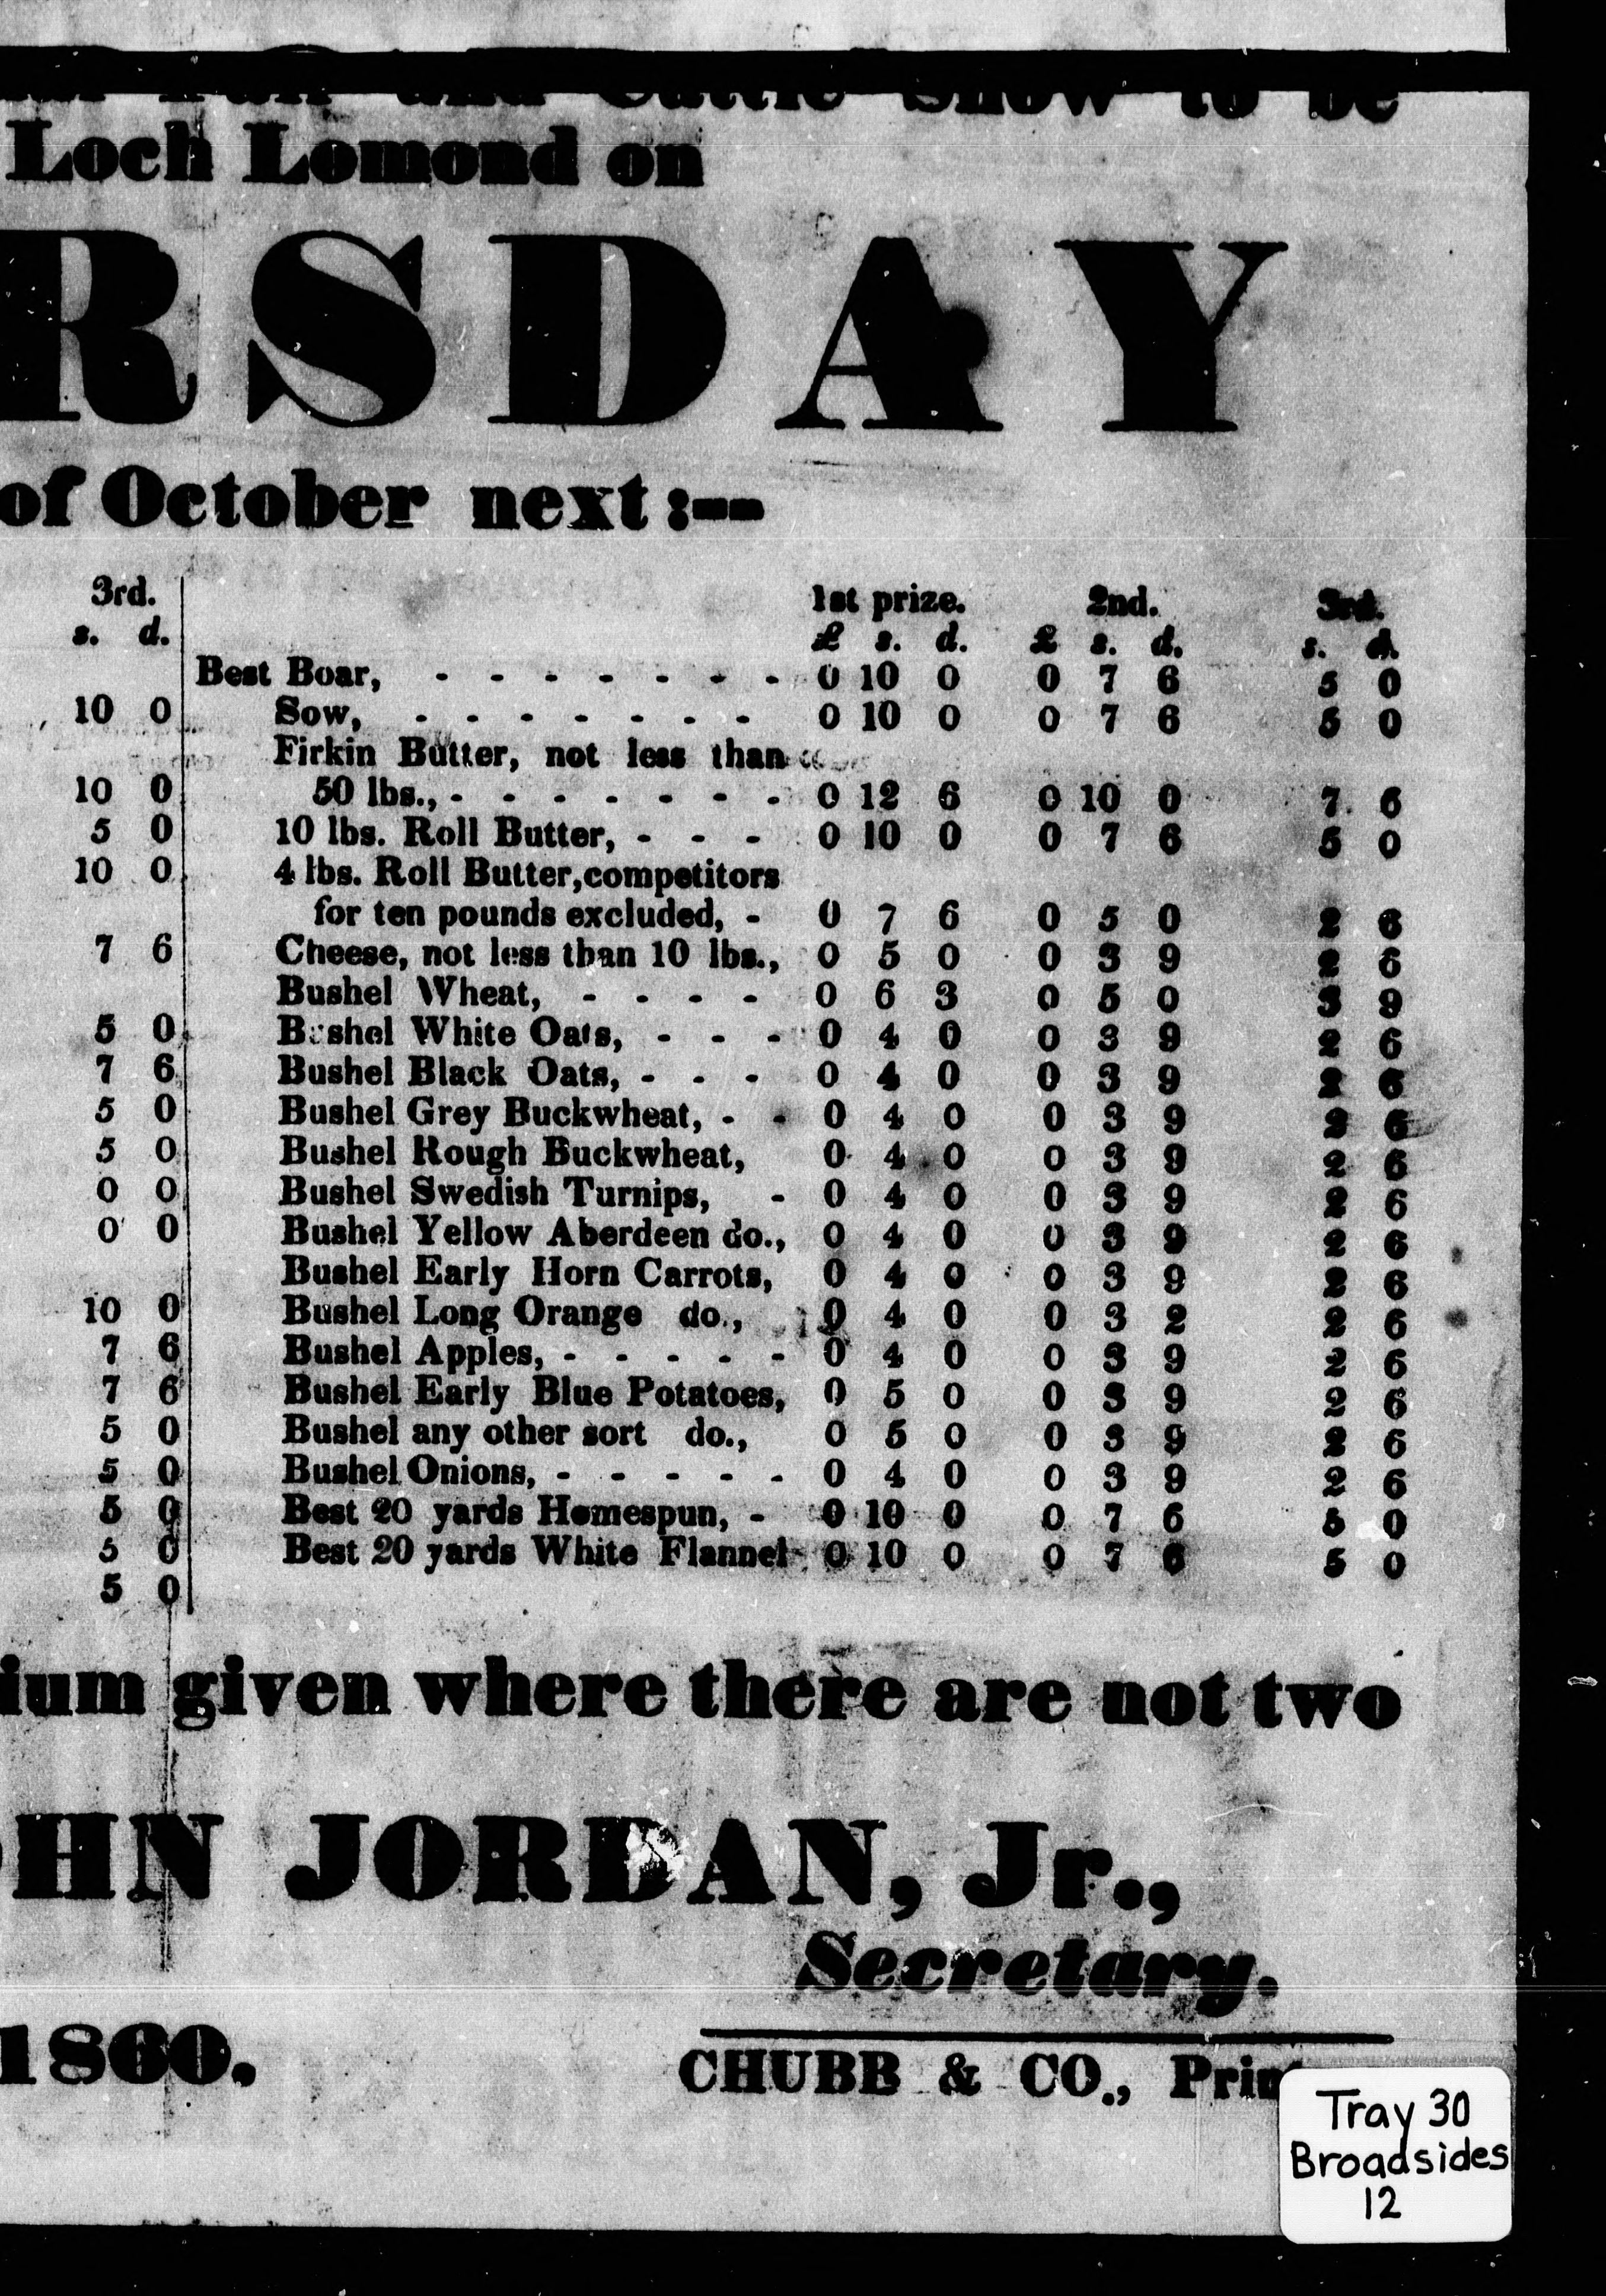 Fair and Cattle Show to be
Loch Lomond on
RSDAY
of October next :--
3rd.
s. d.
10 0
10 0
5 0
10 0
7 6
5 0
7 6
5 0
5 0
0 0
0 0
10 0
7 6
7 6
5 0
5 0
5 0
5 0
5 0
1st prize. 2nd. 3rd.
£ s. d. £ s. d. s. d.
Best Boar, - - - - - - - 0 10 0 0 7 6 5 0
Sow, - - - - - - - 0 10 0 0 7 6 5 0
Firkin Butter, not less than
50 lbs., - - - - - - - 0 12 6 0 10 0 7 6
10 lbs. Roll Butter, - - - 0 10 0 0 7 6 5 0
4 lbs. Roll Butter, competitors
for ten pounds excluded, - 0 7 6 0 5 0 2 6
Cheese, not less than 10 lbs., 0 5 0 0 3 9 2 6
Bushel Wheat, - - - - 0 6 3 0 5 0 3 9
Bushel White Oats, - - - 0 4 0 0 3 9 2 6
Bushel Black Oats, - - - 0 4 0 0 3 9 2 6
Bushel Grey Buckwheat, - - 0 4 0 0 3 9 2 6
Bushel Rough Buckwheat, 0 4 0 0 3 9 2 6
Bushel Swedish Turnips, - 0 4 0 0 3 9 2 6
Bushel Yellow Aberdeen do., 0 4 0 0 3 9 2 6
Bushel Early Horn Carrots, 0 4 0 0 3 9 2 6
Bushel Long Orange do., 0 4 0 0 3 2 2 6
Bushel Apples, - - - - - 0 4 0 0 3 9 2 6
Bushel Early Blue Potatoes, 0 5 0 0 3 9 2 6
Bushel any other sort do., 0 5 0 0 3 9 2 6
Bushel Onions, - - - - - 0 4 0 0 3 9 2 6
Best 20 yards Homespun, - 0 10 0 0 7 6 5 0
Best 20 yards White Flannel - 0 10 0 0 7 6 5 0
ium given where there are not two
OHN JORDAN, Jr.,
Secretary.
1860.
CHUBB & CO., Prin
Tray 30
Broadsides
12